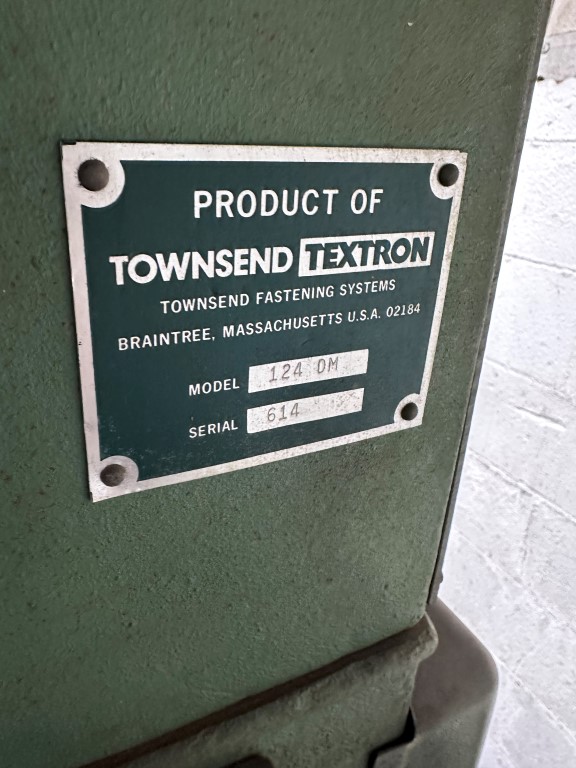 PRODUCT OF
TOWNSEND TEXTRON
TOWNSEND FASTENING SYSTEMS
BRAINTREE, MASSACHUSETTS U.S.A. 02184
MODEL 124 OM
SERIAL 614